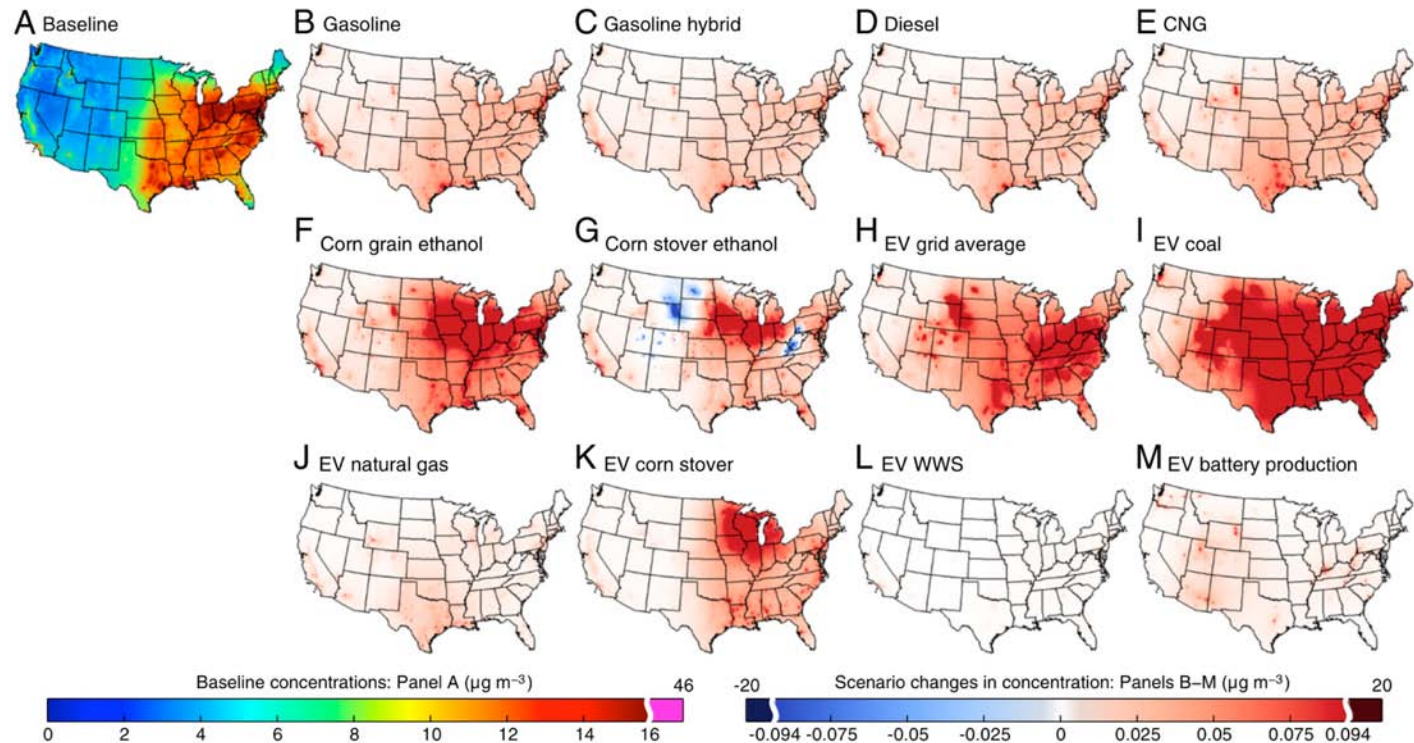 A Baseline
B Gasoline
C Gasoline hybrid
D Diesel
E CNG
F Corn grain ethanol
G Corn stover ethanol
H EV grid average
I EV coal
J EV natural gas
K EV corn stover
L EV WWS
M EV battery production
Baseline concentrations: Panel A (µg m⁻³) 46
0 2 4 6 8 10 12 14 16
-20 Scenario changes in concentration: Panels B–M (µg m⁻³) 20
-0.094 -0.075 -0.05 -0.025 0 0.025 0.05 0.075 0.094